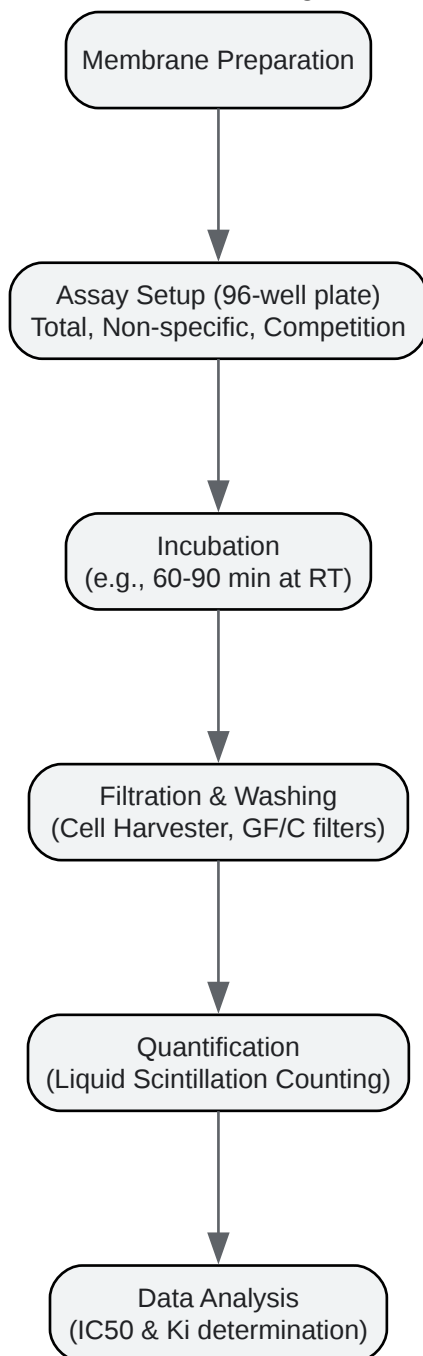 Membrane Preparation
Assay Setup (96-well plate)
Total, Non-specific, Competition
Incubation
(e.g., 60-90 min at RT)
Filtration & Washing
(Cell Harvester, GF/C filters)
Quantification
(Liquid Scintillation Counting)
Data Analysis
(IC50 & Ki determination)